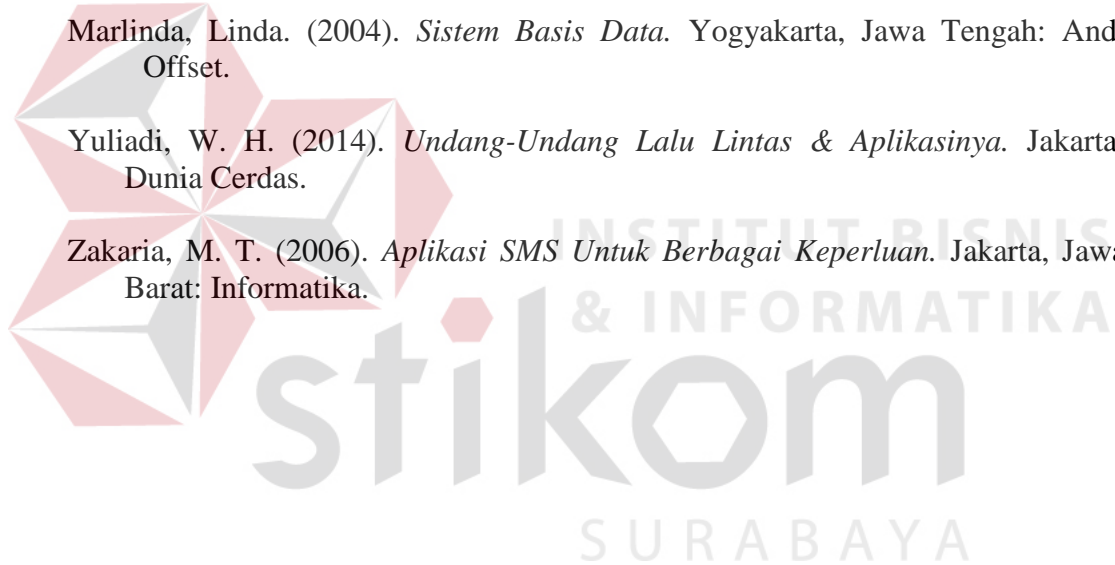 Marlinda, Linda. (2004). Sistem Basis Data. Yogyakarta, Jawa Tengah: And
Offset.
Yuliadi, W. H. (2014). Undang-Undang Lalu Lintas & Aplikasinya. Jakarta
Dunia Cerdas.
Zakaria, M. T. (2006). Aplikasi SMS Untuk Berbagai Keperluan. Jakarta, Jawa
Barat: Informatika.
INSTITUT BISNIS
& INFORMATIKA
stikom
SURABAYA